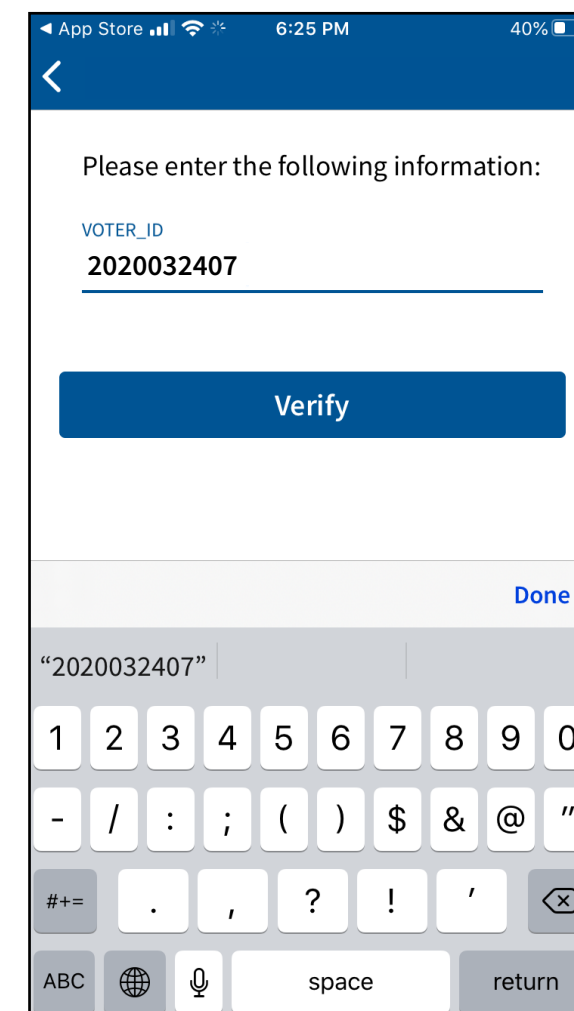 ◀ App Store 6:25 PM 40%
Please enter the following information:
VOTER_ID
2020032407
Verify
Done
“2020032407”
1 2 3 4 5 6 7 8 9 0
- / : ; ( ) $ & @ "
#+= . , ? ! ’
ABC space return